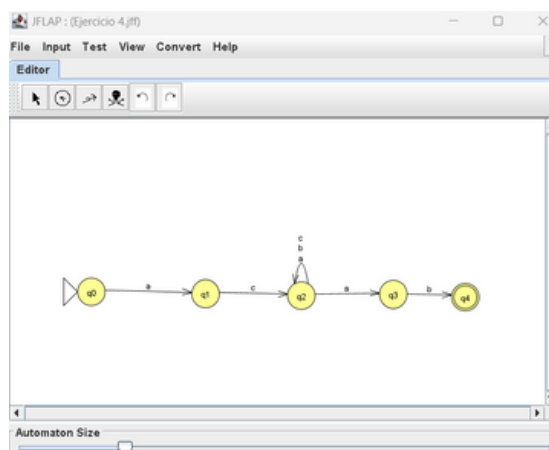 JFLAP : (Ejercicio 4.jff)
File Input Test View Convert Help
Editor
c
b
a
q0 a q1 c q2 a q3 b q4
Automaton Size